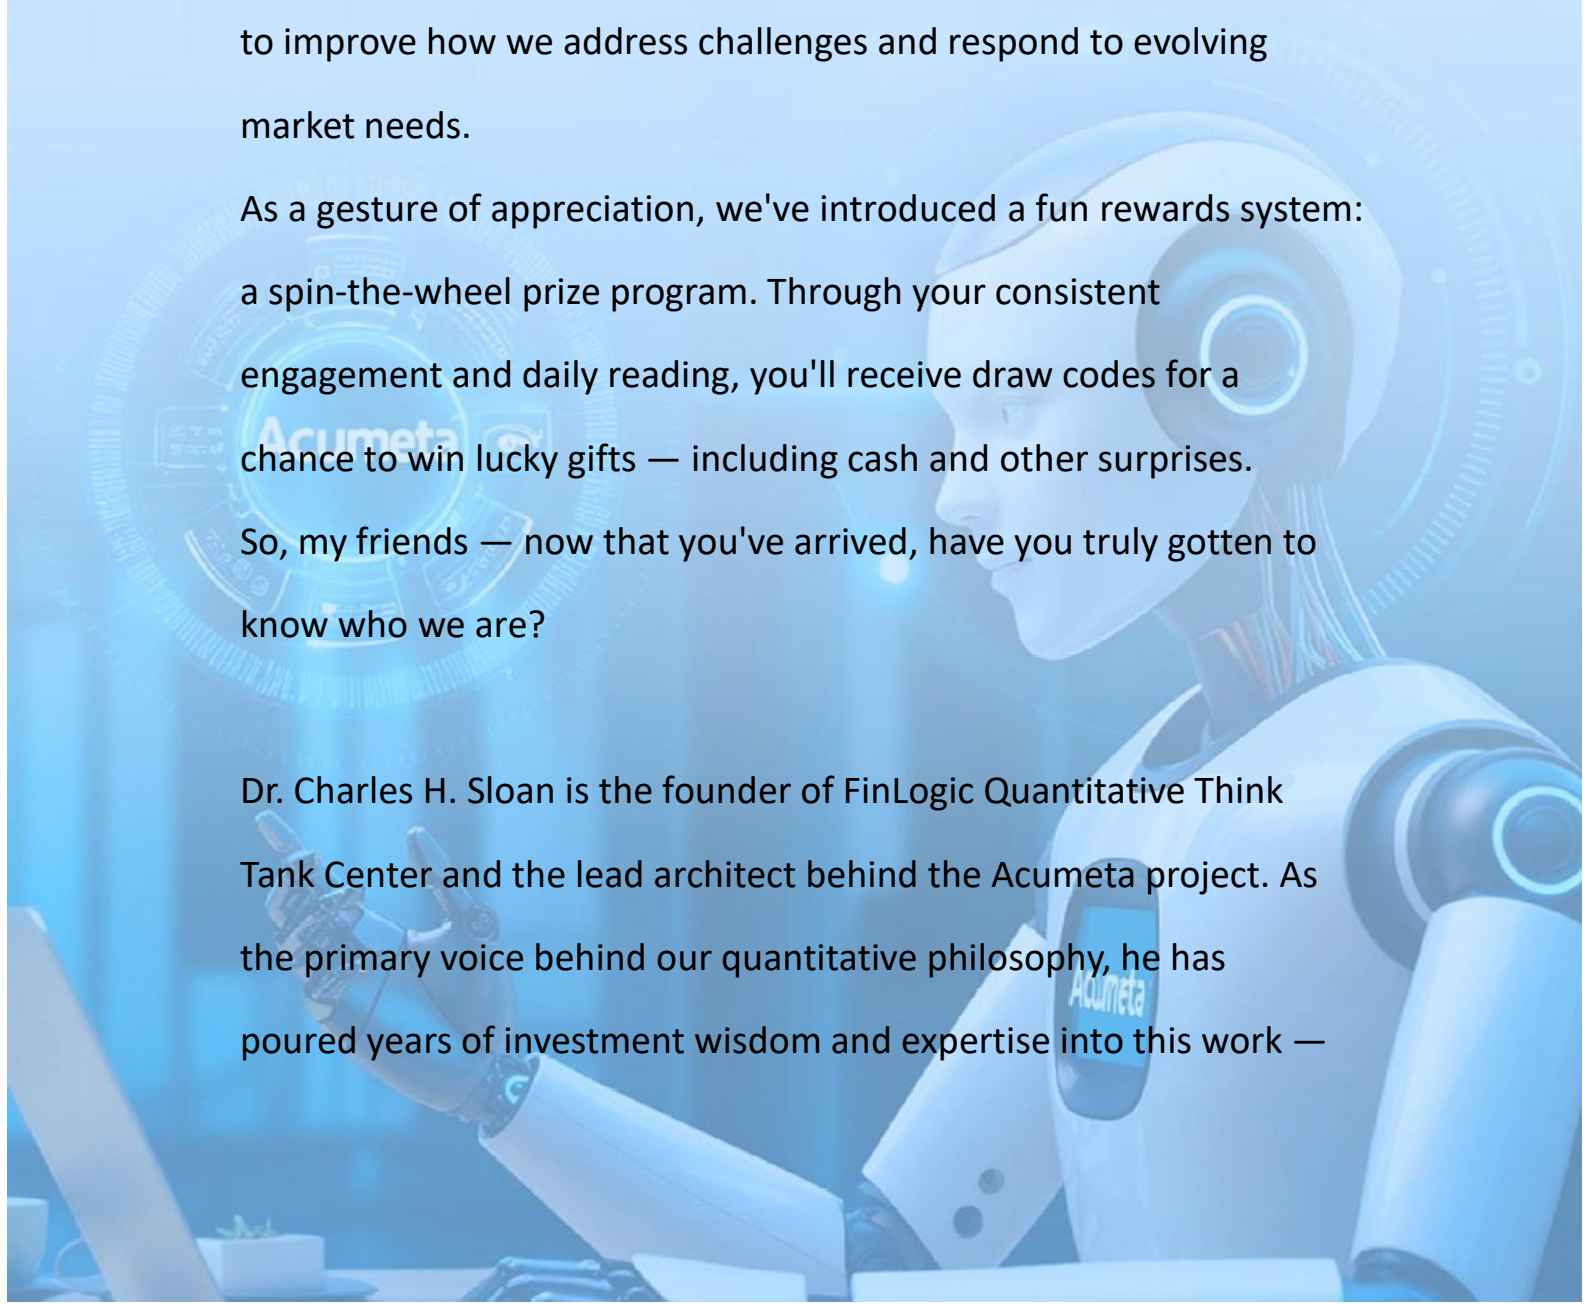 to improve how we address challenges and respond to evolving
market needs.
As a gesture of appreciation, we've introduced a fun rewards system:
a spin-the-wheel prize program. Through your consistent
engagement and daily reading, you'll receive draw codes for a
chance to win lucky gifts — including cash and other surprises.
Acumeta
So, my friends — now that you've arrived, have you truly gotten to
know who we are?
Dr. Charles H. Sloan is the founder of FinLogic Quantitative Think
Tank Center and the lead architect behind the Acumeta project. As
the primary voice behind our quantitative philosophy, he has
Acumeta
poured years of investment wisdom and expertise into this work —